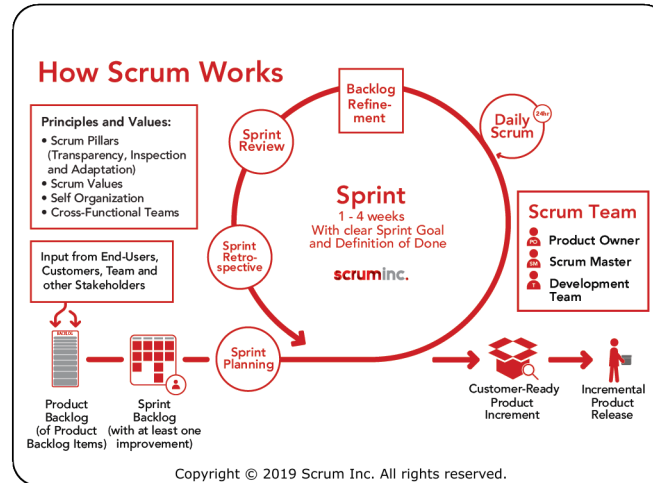 How Scrum Works
Principles and Values:
• Scrum Pillars
(Transparency, Inspection
and Adaptation)
• Scrum Values
• Self Organization
• Cross-Functional Teams
Input from End-Users,
Customers, Team and
other Stakeholders
BACKLOG
Product
Backlog
(of Product
Backlog Items)
Sprint
Backlog
(with at least one
improvement)
Sprint
Planning
Sprint
Retro-
spective
Sprint
Review
Backlog
Refine-
ment
Daily
Scrum
24hr
Sprint
1 - 4 weeks
With clear Sprint Goal
and Definition of Done
scruminc.
Scrum Team
PO
Product Owner
SM
Scrum Master
T
Development
Team
Customer-Ready
Product
Increment
Incremental
Product
Release
Copyright © 2019 Scrum Inc. All rights reserved.